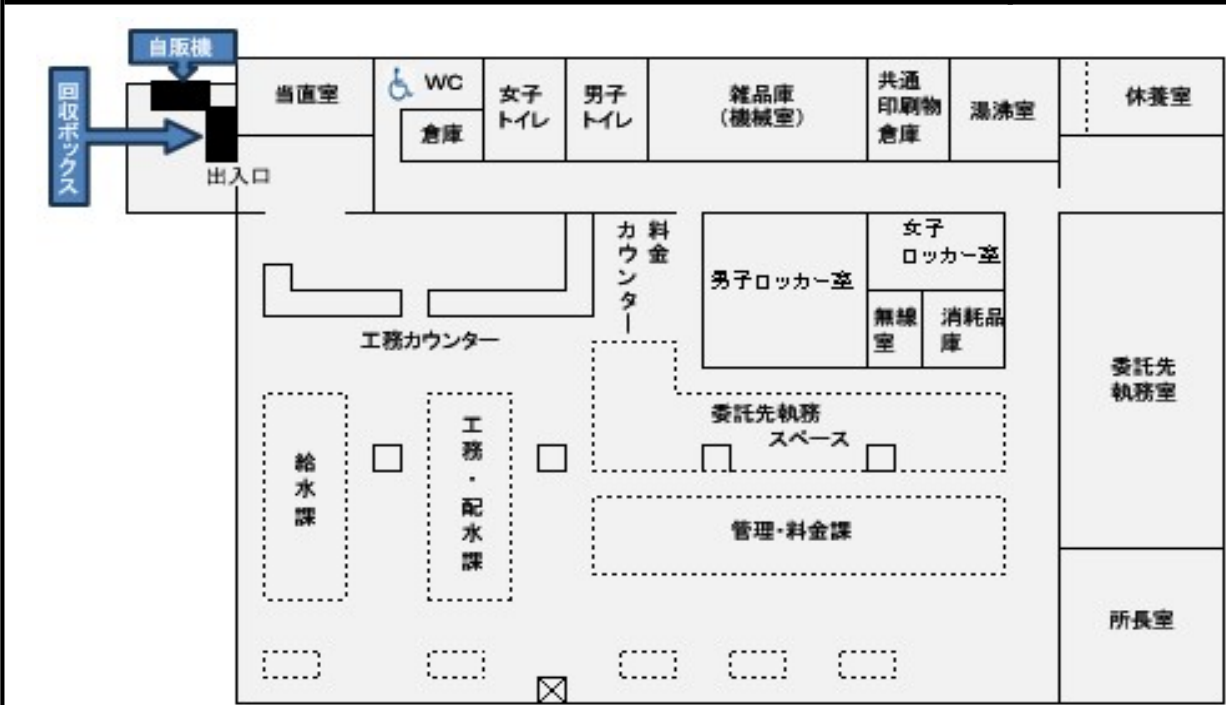 自販機
回収ボックス
出入口
当直室
WC
倉庫
女子
トイレ
男子
トイレ
雑品庫
(機械室)
共通
印刷物
倉庫
湯沸室
休養室
料金
カウンター
男子ロッカー室
女子
ロッカー室
無線
室
消耗品
庫
工務カウンター
委託先
執務室
委託先執務
スペース
給水課
工務・配水課
管理・料金課
所長室